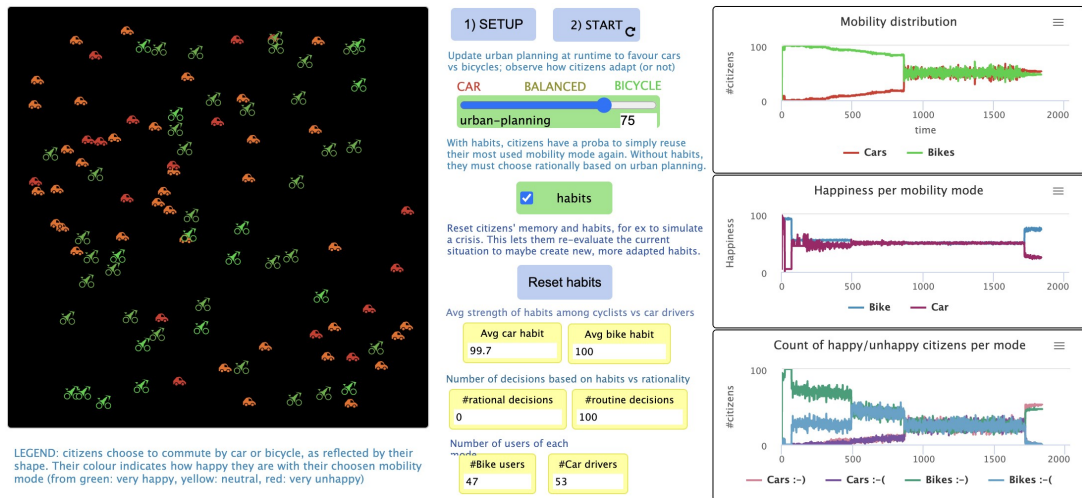 1) SETUP
2) START
Update urban planning at runtime to favour cars
vs bicycles; observe how citizens adapt (or not)
CAR BALANCED BICYCLE
urban-planning 75
With habits, citizens have a proba to simply reuse
their most used mobility mode again. Without habits,
they must choose rationally based on urban planning.
habits
Reset citizens' memory and habits, for ex to simulate
a crisis. This lets them re-evaluate the current
situation to maybe create new, more adapted habits.
Reset habits
Avg strength of habits among cyclists vs car drivers
Avg car habit
99.7
Avg bike habit
100
Number of decisions based on habits vs rationality
#rational decisions
0
#routine decisions
100
Number of users of each
mode
#Bike users
47
#Car drivers
53
LEGEND: citizens choose to commute by car or bicycle, as reflected by their
shape. Their colour indicates how happy they are with their choosen mobility
mode (from green: very happy, yellow: neutral, red: very unhappy)
Mobility distribution
#citizens
100
0
0 500 1000 1500 2000
time
Cars Bikes
Happiness per mobility mode
Happiness
100
0
0 500 1000 1500 2000
Bike Car
Count of happy/unhappy citizens per mode
#citizens
100
0
0 500 1000 1500 2000
Cars :-) Cars :-( Bikes :-) Bikes :-(